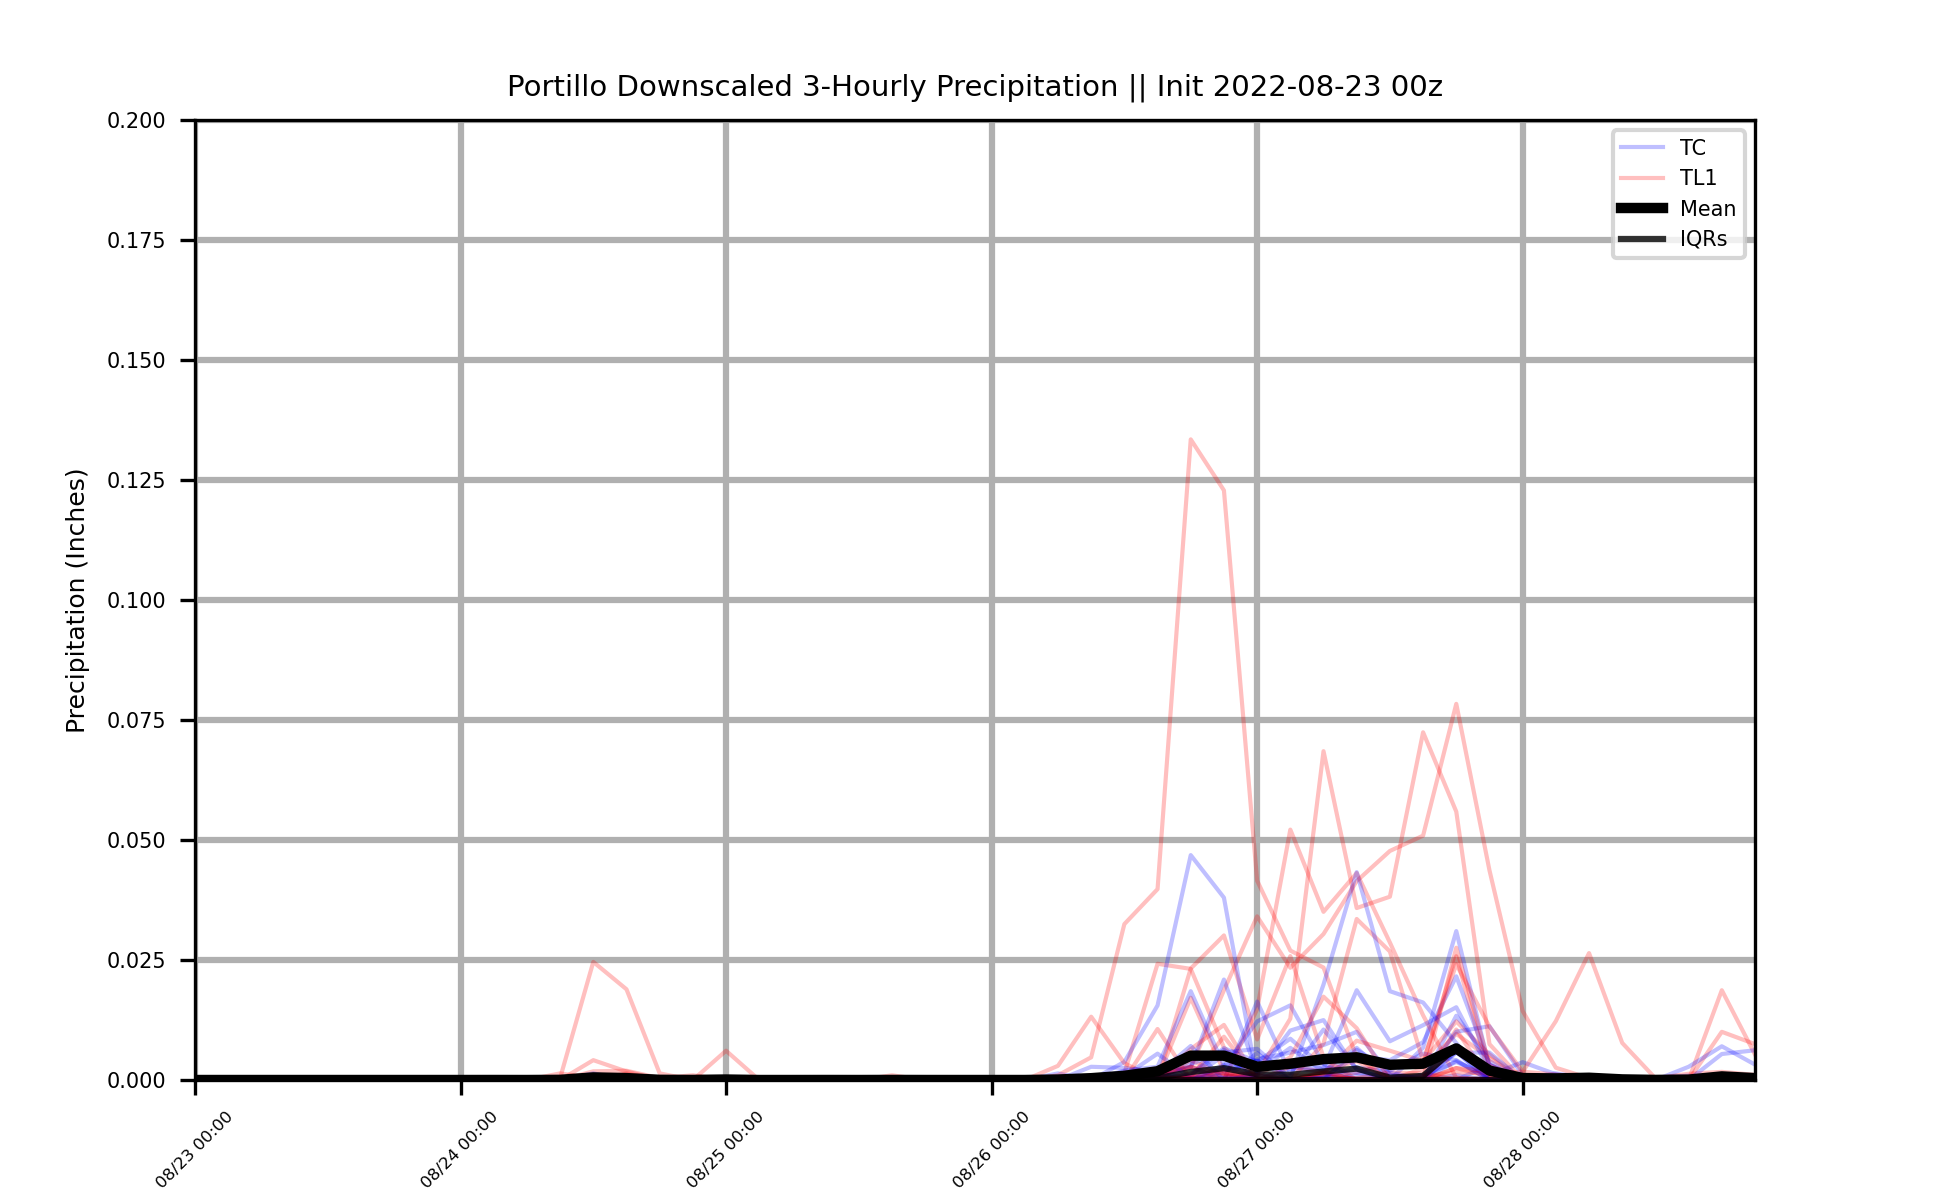 Portillo Downscaled 3-Hourly Precipitation || Init 2022-08-23 00z
TC
TL1
Mean
IQRs
Precipitation (Inches)
0.200
0.175
0.150
0.125
0.100
0.075
0.050
0.025
0.000
08/23 00:00
08/24 00:00
08/25 00:00
08/26 00:00
08/27 00:00
08/28 00:00